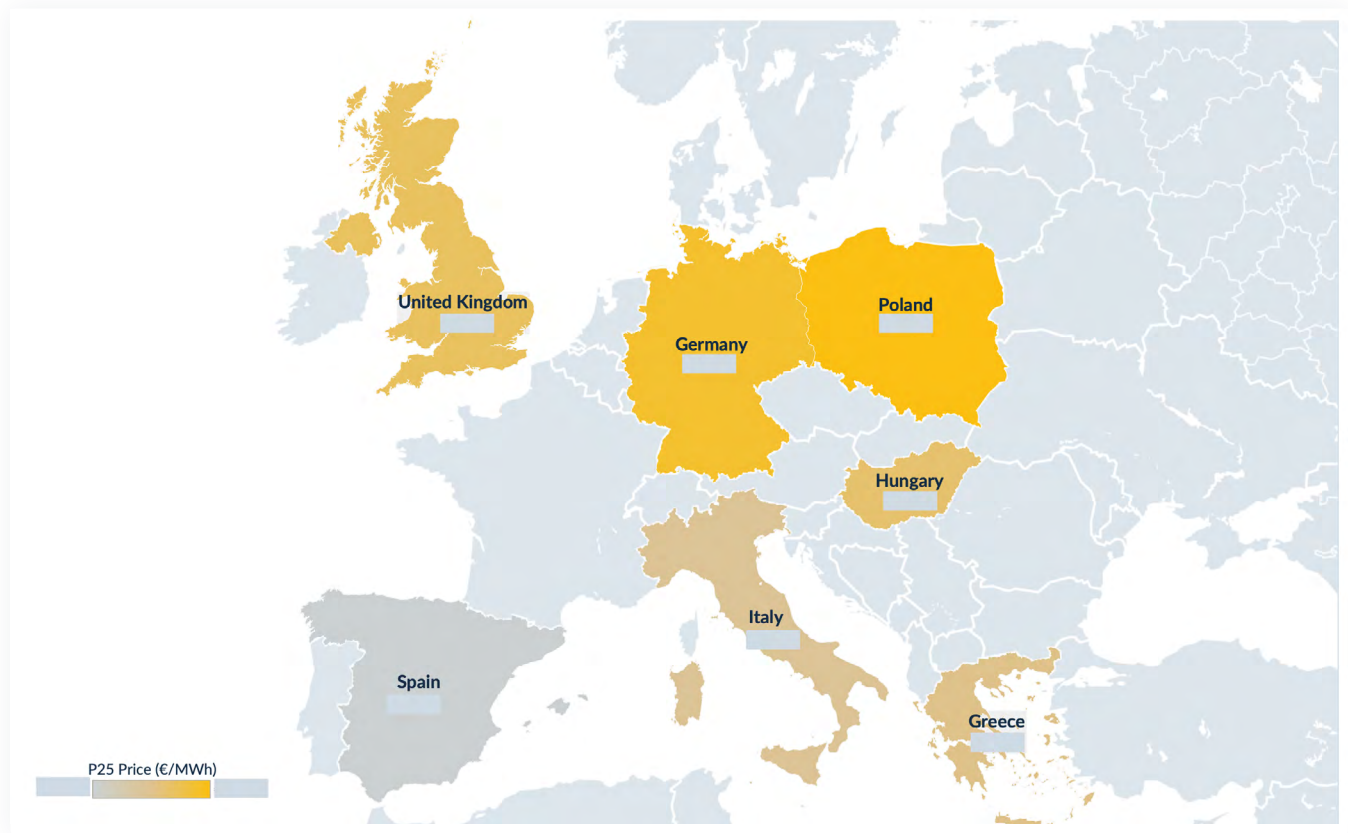 United Kingdom
Poland
Germany
Hungary
Italy
Spain
Greece
P25 Price (€/MWh)